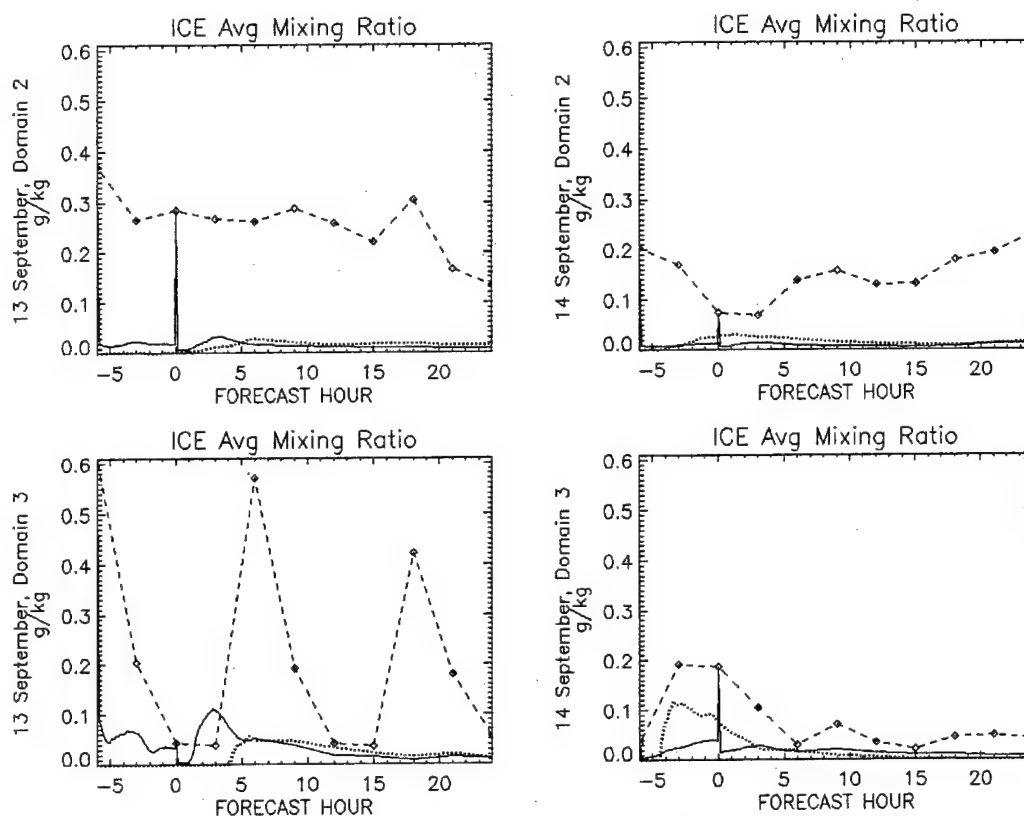 ICE Avg Mixing Ratio
13 September, Domain 2
g/kg
0.6
0.5
0.4
0.3
0.2
0.1
0.0
−5 0 5 10 15 20
FORECAST HOUR
ICE Avg Mixing Ratio
14 September, Domain 2
g/kg
0.6
0.5
0.4
0.3
0.2
0.1
0.0
−5 0 5 10 15 20
FORECAST HOUR
ICE Avg Mixing Ratio
13 September, Domain 3
g/kg
0.6
0.5
0.4
0.3
0.2
0.1
0.0
−5 0 5 10 15 20
FORECAST HOUR
ICE Avg Mixing Ratio
14 September, Domain 3
g/kg
0.6
0.5
0.4
0.3
0.2
0.1
0.0
−5 0 5 10 15 20
FORECAST HOUR